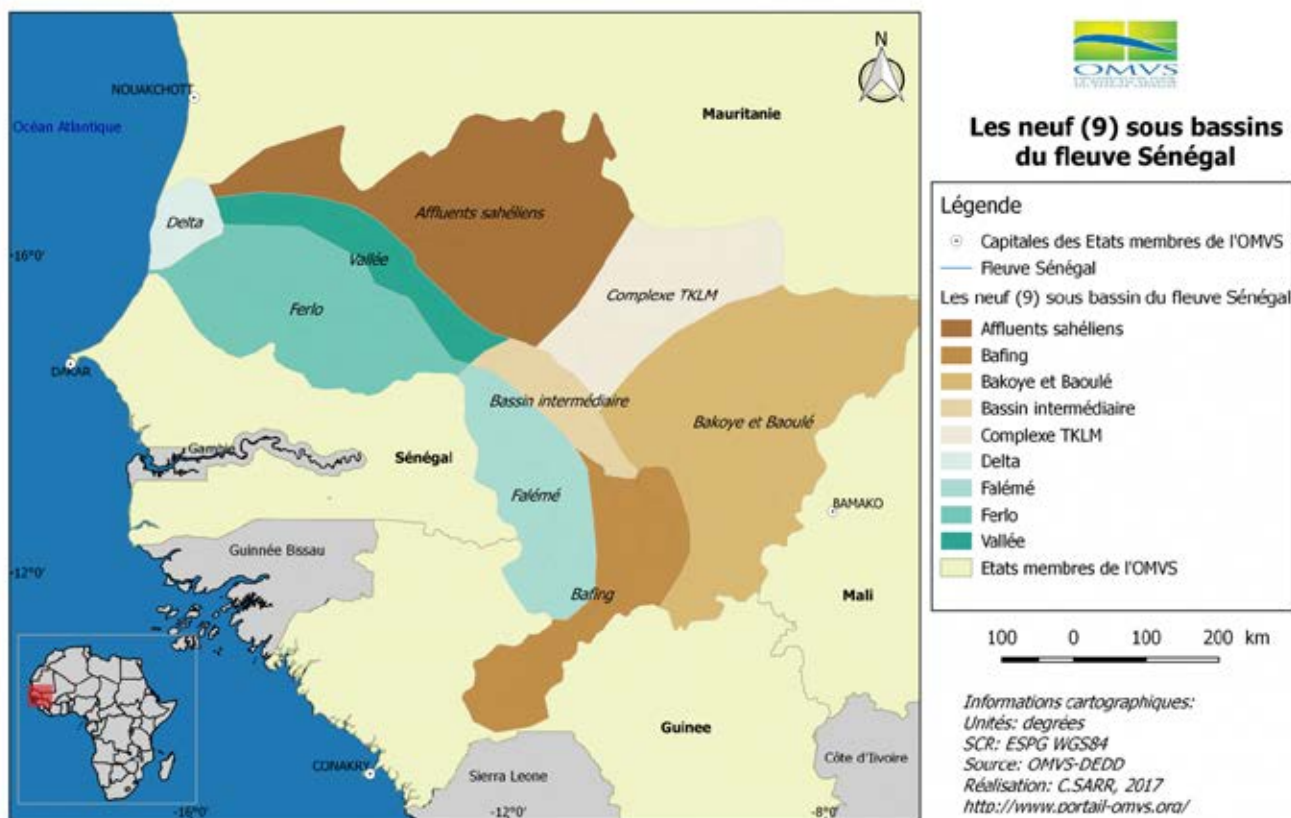 NOUAKCHOTT
Océan Atlantique
Mauritanie
N
Delta
Affluents sahéliens
16°0'
Vallée
Complexe TKLM
Ferlo
DAKAR
Bassin intermédiaire
Bakoye et Baoulé
Gambie
Sénégal
Falémé
BAMAKO
Guinnée Bissau
12°0'
Bafing
Mali
Guinee
CONAKRY
Sierra Leone
Côte d'Iivoire
-16°0'
-12°0'
-8°0'
OMVS
Les neuf (9) sous bassins
du fleuve Sénégal
Légende
Capitales des Etats membres de l'OMVS
Fleuve Sénégal
Les neuf (9) sous bassin du fleuve Sénégal
Affluents sahéliens
Bafing
Bakoye et Baoulé
Bassin intermédiaire
Complexe TKLM
Delta
Falémé
Ferlo
Vallée
Etats membres de l'OMVS
100 0 100 200 km
Informations cartographiques:
Unités: degrées
SCR: ESPG WGS84
Source: OMVS-DEDD
Réalisation: C.SARR, 2017
http://www.portail-omvs.org/